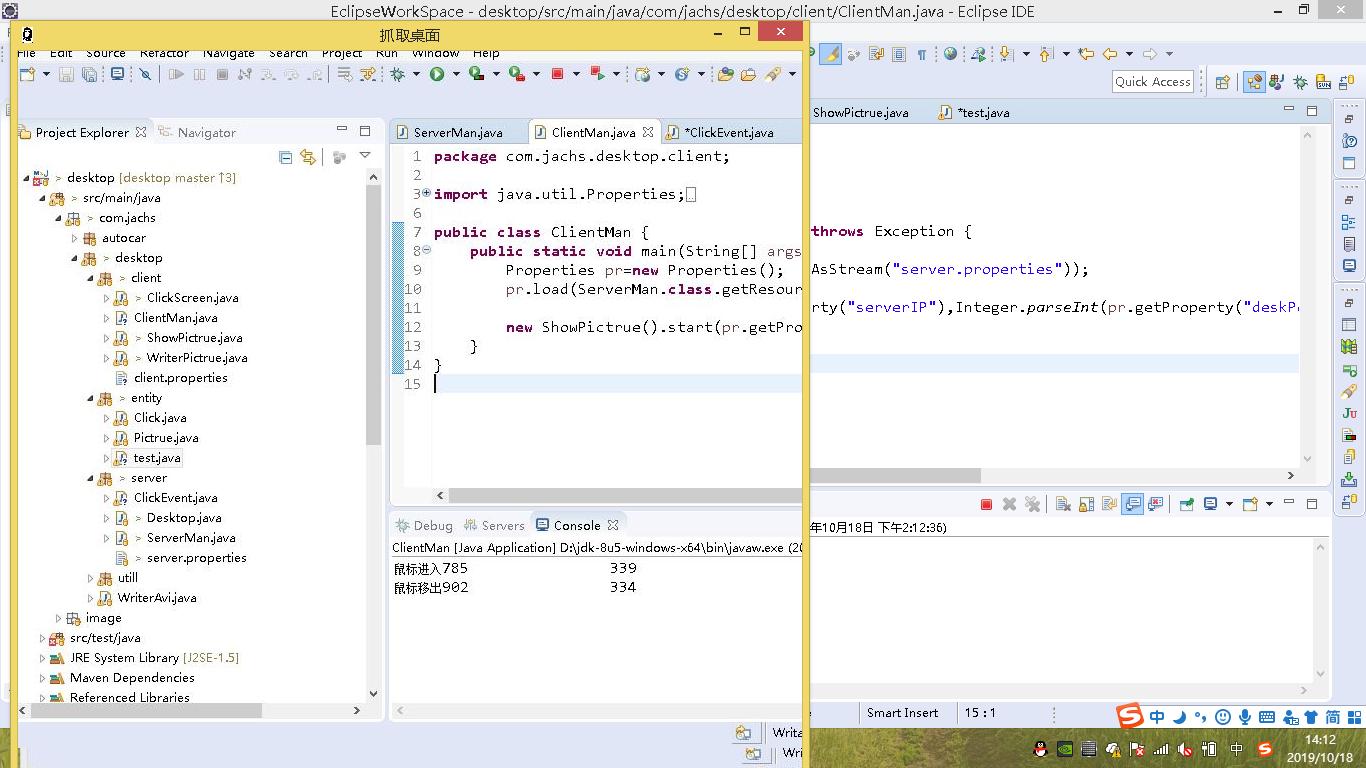 EclipseWorkSpace - desktop/src/main/java/com/jachs/desktop/client/ClientMan.java - Eclipse IDE
抓取桌面
File Edit Source Refactor Navigate Search Project Run Window Help
Quick Access
Project Explorer Navigator
ServerMan.java ClientMan.java *ClickEvent.java ShowPictrue.java *test.java
> desktop [desktop master ↑3]
> src/main/java
> com.jachs
autocar
> desktop
> client
> ClickScreen.java
ClientMan.java
> ShowPictrue.java
> WriterPictrue.java
client.properties
> entity
Click.java
Pictrue.java
test.java
> server
ClickEvent.java
> Desktop.java
> ServerMan.java
> server.properties
utill
WriterAvi.java
image
src/test/java
JRE System Library [J2SE-1.5]
Maven Dependencies
Referenced Libraries
1 package com.jachs.desktop.client;
2
3 import java.util.Properties;
6
7 public class ClientMan {
8 public static void main(String[] args throws Exception {
9 Properties pr=new Properties();
10 pr.load(ServerMan.class.getResour AsStream("server.properties"));
11
12 new ShowPictrue().start(pr.getPro rty("serverIP"),Integer.parseInt(pr.getProperty("deskP
13 }
14 }
15
Debug Servers Console
ClientMan [Java Application] D:\jdk-8u5-windows-x64\bin\javaw.exe (20 年10月18日 下午2:12:36)
鼠标进入785 339
鼠标移出902 334
Writa Smart Insert 15 : 1
Wri
中 简
中
14:12
2019/10/18